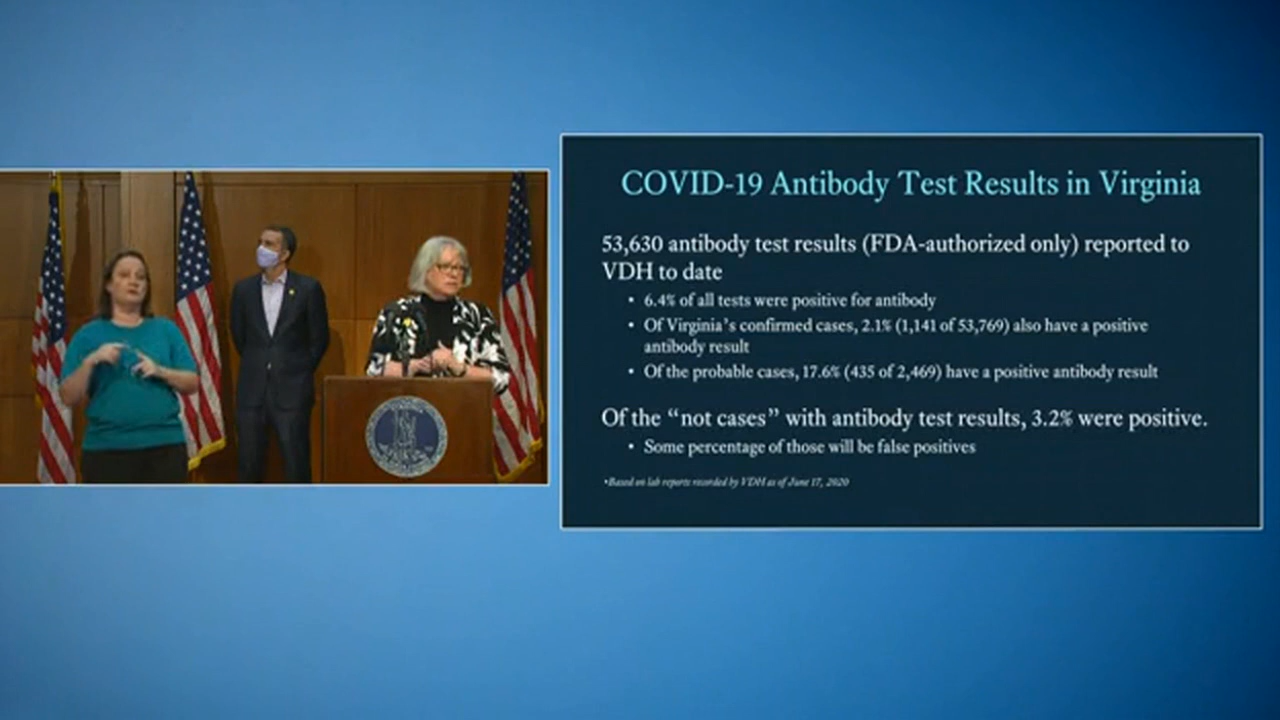 COVID-19 Antibody Test Results in Virginia
53,630 antibody test results (FDA-authorized only) reported to
VDH to date
• 6.4% of all tests were positive for antibody
• Of Virginia's confirmed cases, 2.1% (1,141 of 53,769) also have a positive
antibody result
• Of the probable cases, 17.6% (435 of 2,469) have a positive antibody result
Of the “not cases” with antibody test results, 3.2% were positive.
• Some percentage of those will be false positives
•Based on lab reports recorded by VDH as of June 17, 2020